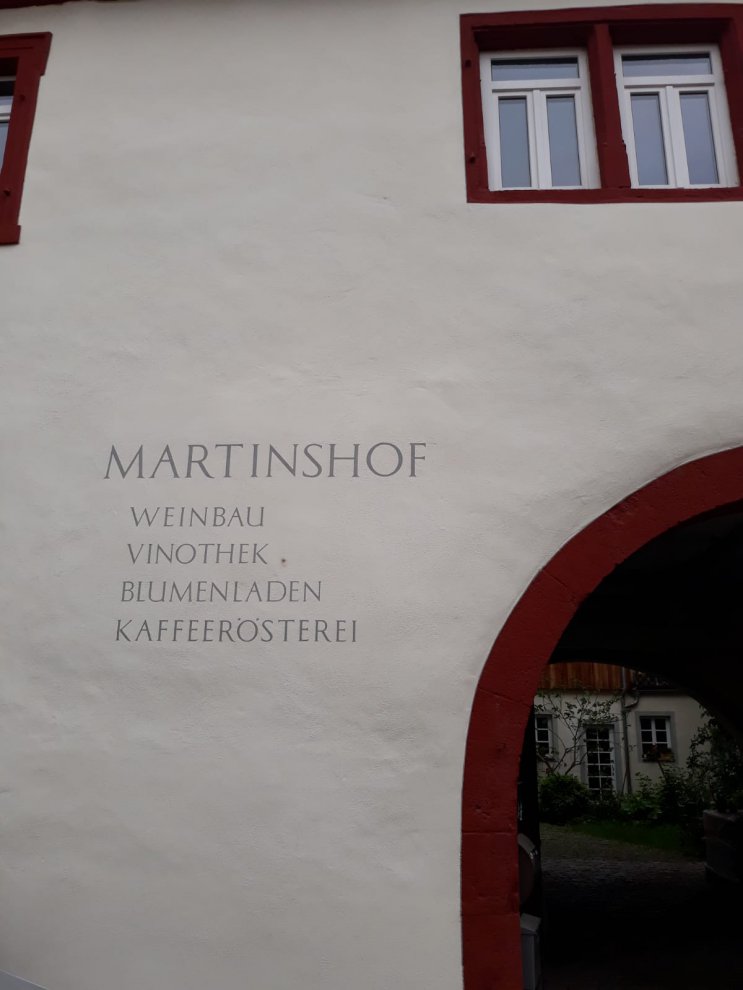 MARTINSHOF
WEINBAU
VINOTHEK
BLUMENLADEN
KAFFEERÖSTEREI